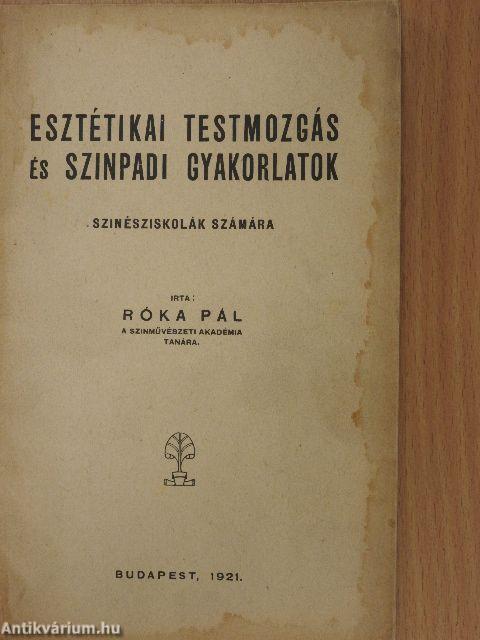 ESZTÉTIKAI TESTMOZGÁS
ÉS SZINPADI GYAKORLATOK
SZINÉSZISKOLÁK SZÁMÁRA
IRTA:
RÓKA PÁL
A SZINMŰVÉSZETI AKADÉMIA
TANÁRA.
BUDAPEST, 1921.
Antikvárium.hu